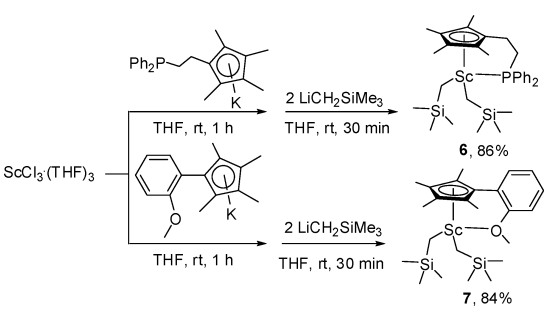 Ph₂P
K
2 LiCH₂SiMe₃
THF, rt, 1 h
THF, rt, 30 min
Sc
PPh₂
Si
Si
6, 86%
ScCl₃·(THF)₃
O
K
2 LiCH₂SiMe₃
THF, rt, 1 h
THF, rt, 30 min
Sc
O
Si
Si
7, 84%